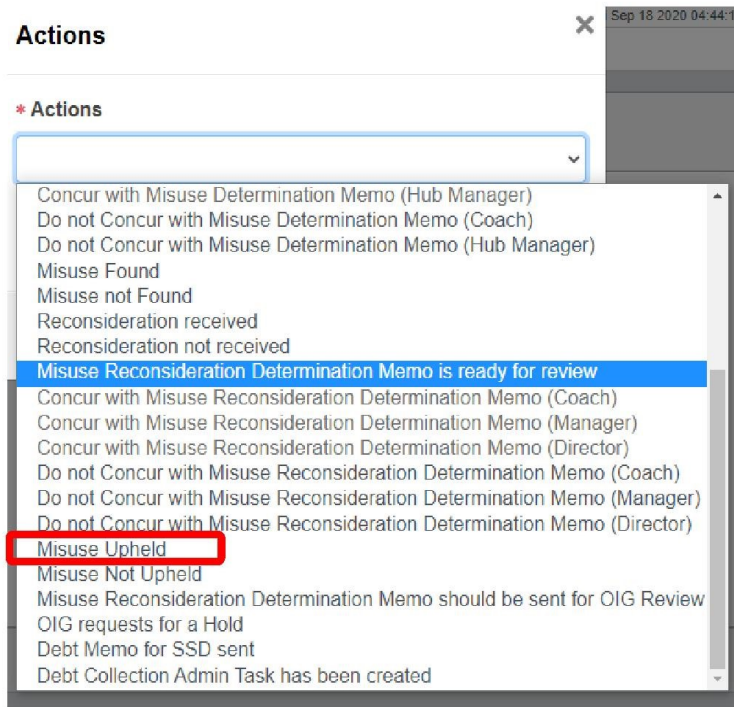 Sep 18 2020 04:44:1
Actions
* Actions
Concur with Misuse Determination Memo (Hub Manager)
Do not Concur with Misuse Determination Memo (Coach)
Do not Concur with Misuse Determination Memo (Hub Manager)
Misuse Found
Misuse not Found
Reconsideration received
Reconsideration not received
Misuse Reconsideration Determination Memo is ready for review
Concur with Misuse Reconsideration Determination Memo (Coach)
Concur with Misuse Reconsideration Determination Memo (Manager)
Concur with Misuse Reconsideration Determination Memo (Director)
Do not Concur with Misuse Reconsideration Determination Memo (Coach)
Do not Concur with Misuse Reconsideration Determination Memo (Manager)
Do not Concur with Misuse Reconsideration Determination Memo (Director)
Misuse Upheld
Misuse Not Upheld
Misuse Reconsideration Determination Memo should be sent for OIG Review
OIG requests for a Hold
Debt Memo for SSD sent
Debt Collection Admin Task has been created